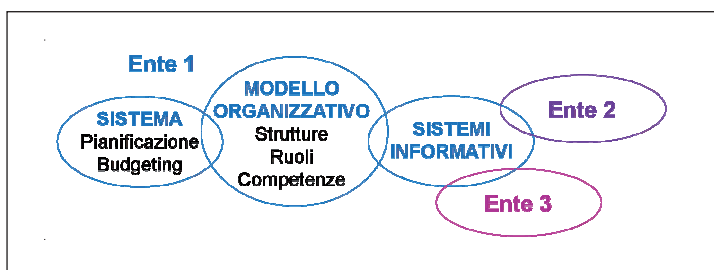 Ente 1
SISTEMA
Pianificazione
Budgeting
MODELLO
ORGANIZZATIVO
Strutture
Ruoli
Competenze
SISTEMI
INFORMATIVI
Ente 2
Ente 3